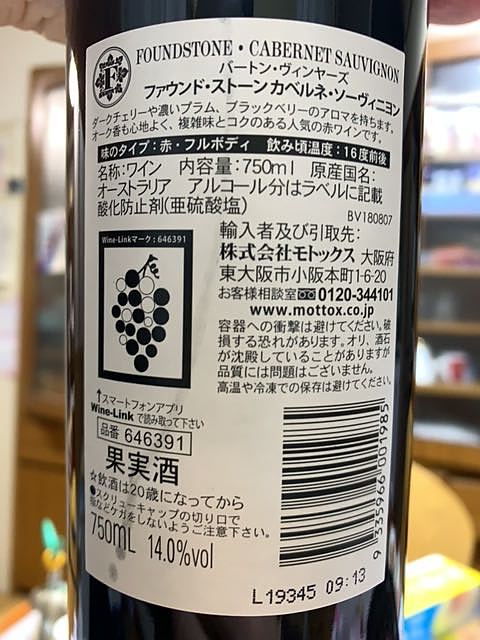 FOUNDSTONE・CABERNET SAUVIGNON
バートン・ヴィンヤーズ
ファウンド・ストーン カベルネ・ソーヴィニヨン
ダークチェリーや濃いプラム、ブラックベリーのアロマを持ちます。
オーク香も心地よく、複雑味とコクのある人気の赤ワインです。
味のタイプ：赤・フルボディ 飲み頃温度：16度前後
名称：ワイン 内容量：750ml 原産国名：
オーストラリア アルコール分はラベルに記載
酸化防止剤(亜硫酸塩)
BV180807
Wine-Linkマーク：646391
輸入者及び引取先：
株式会社モトックス 大阪府
東大阪市小阪本町1-6-20
お客様相談室 0120-344101
www.mottox.co.jp
容器への衝撃は避けてください。破
損する恐れがあります。オリ、酒石
が沈殿していることがありますが
品質には問題はございません。
高温や冷凍での保存は避けてください。
↑スマートフォンアプリ
Wine-Link で読み取って下さい
品番 646391
果実酒
☆飲酒は20歳になってから
●スクリューキャップの切り口で
指などケガをしないようご注意下さい。
750mL 14.0%vol
9 335966 001985
L19345 09:13